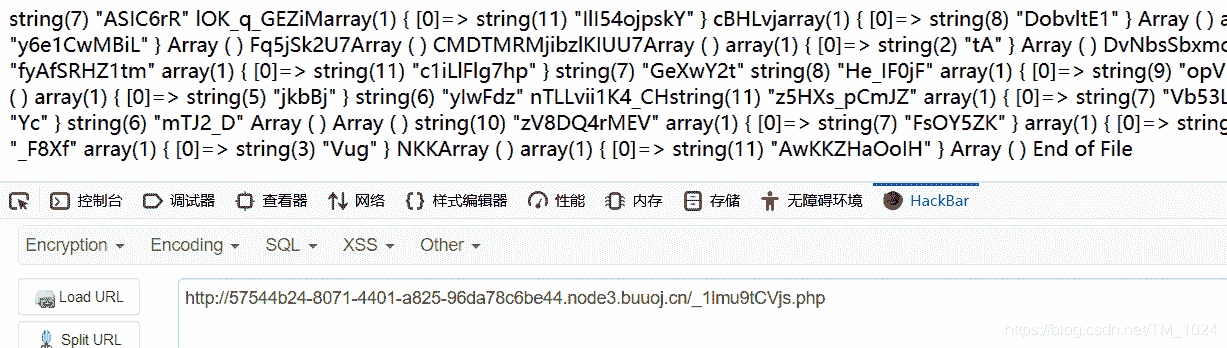 string(7) "ASIC6rR" lOK_q_GEZiMarray(1) { [0]=> string(11) "IlI54ojpskY" } cBHLvjarray(1) { [0]=> string(8) "DobvltE1" } Array ( ) a
"y6e1CwMBiL" } Array ( ) Fq5jSk2U7Array ( ) CMDTMRMjibzlKIUU7Array ( ) array(1) { [0]=> string(2) "tA" } Array ( ) DvNbsSbxmc
"fyAfSRHZ1tm" array(1) { [0]=> string(11) "c1iLlFlg7hp" } string(7) "GeXwY2t" string(8) "He_IF0jF" array(1) { [0]=> string(9) "opV
( ) array(1) { [0]=> string(5) "jkbBj" } string(6) "ylwFdz" nTLLvii1K4_CHstring(11) "z5HXs_pCmJZ" array(1) { [0]=> string(7) "Vb53L
"Yc" } string(6) "mTJ2_D" Array ( ) Array ( ) string(10) "zV8DQ4rMEV" array(1) { [0]=> string(7) "FsOY5ZK" } array(1) { [0]=> string
"_F8Xf" array(1) { [0]=> string(3) "Vug" } NKKArray ( ) array(1) { [0]=> string(11) "AwKKZHaOoIH" } Array ( ) End of File
控制台 调试器 查看器 网络 样式编辑器 性能 内存 存储 无障碍环境 HackBar
Encryption Encoding SQL XSS Other
Load URL
http://57544b24-8071-4401-a825-96da78c6be44.node3.buuoj.cn/_1lmu9tCVjs.php
Split URL
https://blog.csdn.net/TM_1024